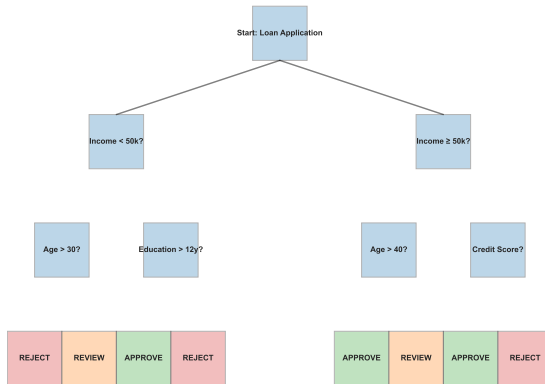 Start: Loan Application
Income < 50k?
Income ≥ 50k?
Age > 30?
Education > 12y?
Age > 40?
Credit Score?
REJECT
REVIEW
APPROVE
REJECT
APPROVE
REVIEW
APPROVE
REJECT